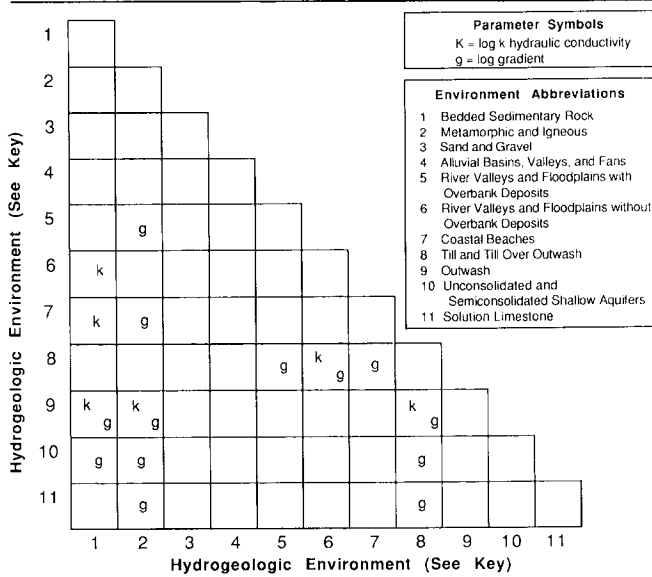 Parameter Symbols
K = log k hydraulic conductivity
g = log gradient
Environment Abbreviations
1 Bedded Sedimentary Rock
2 Metamorphic and Igneous
3 Sand and Gravel
4 Alluvial Basins, Valleys, and Fans
5 River Valleys and Floodplains with
Overbank Deposits
6 River Valleys and Floodplains without
Overbank Deposits
7 Coastal Beaches
8 Till and Till Over Outwash
9 Outwash
10 Unconsolidated and
Semiconsolidated Shallow Aquifers
11 Solution Limestone
Hydrogeologic Environment (See Key)
1
2
3
4
5 g
6 k
7 k g
8 g k g g
9 k g k g k g
10 g g g
11 g g
1 2 3 4 5 6 7 8 9 10 11
Hydrogeologic Environment (See Key)